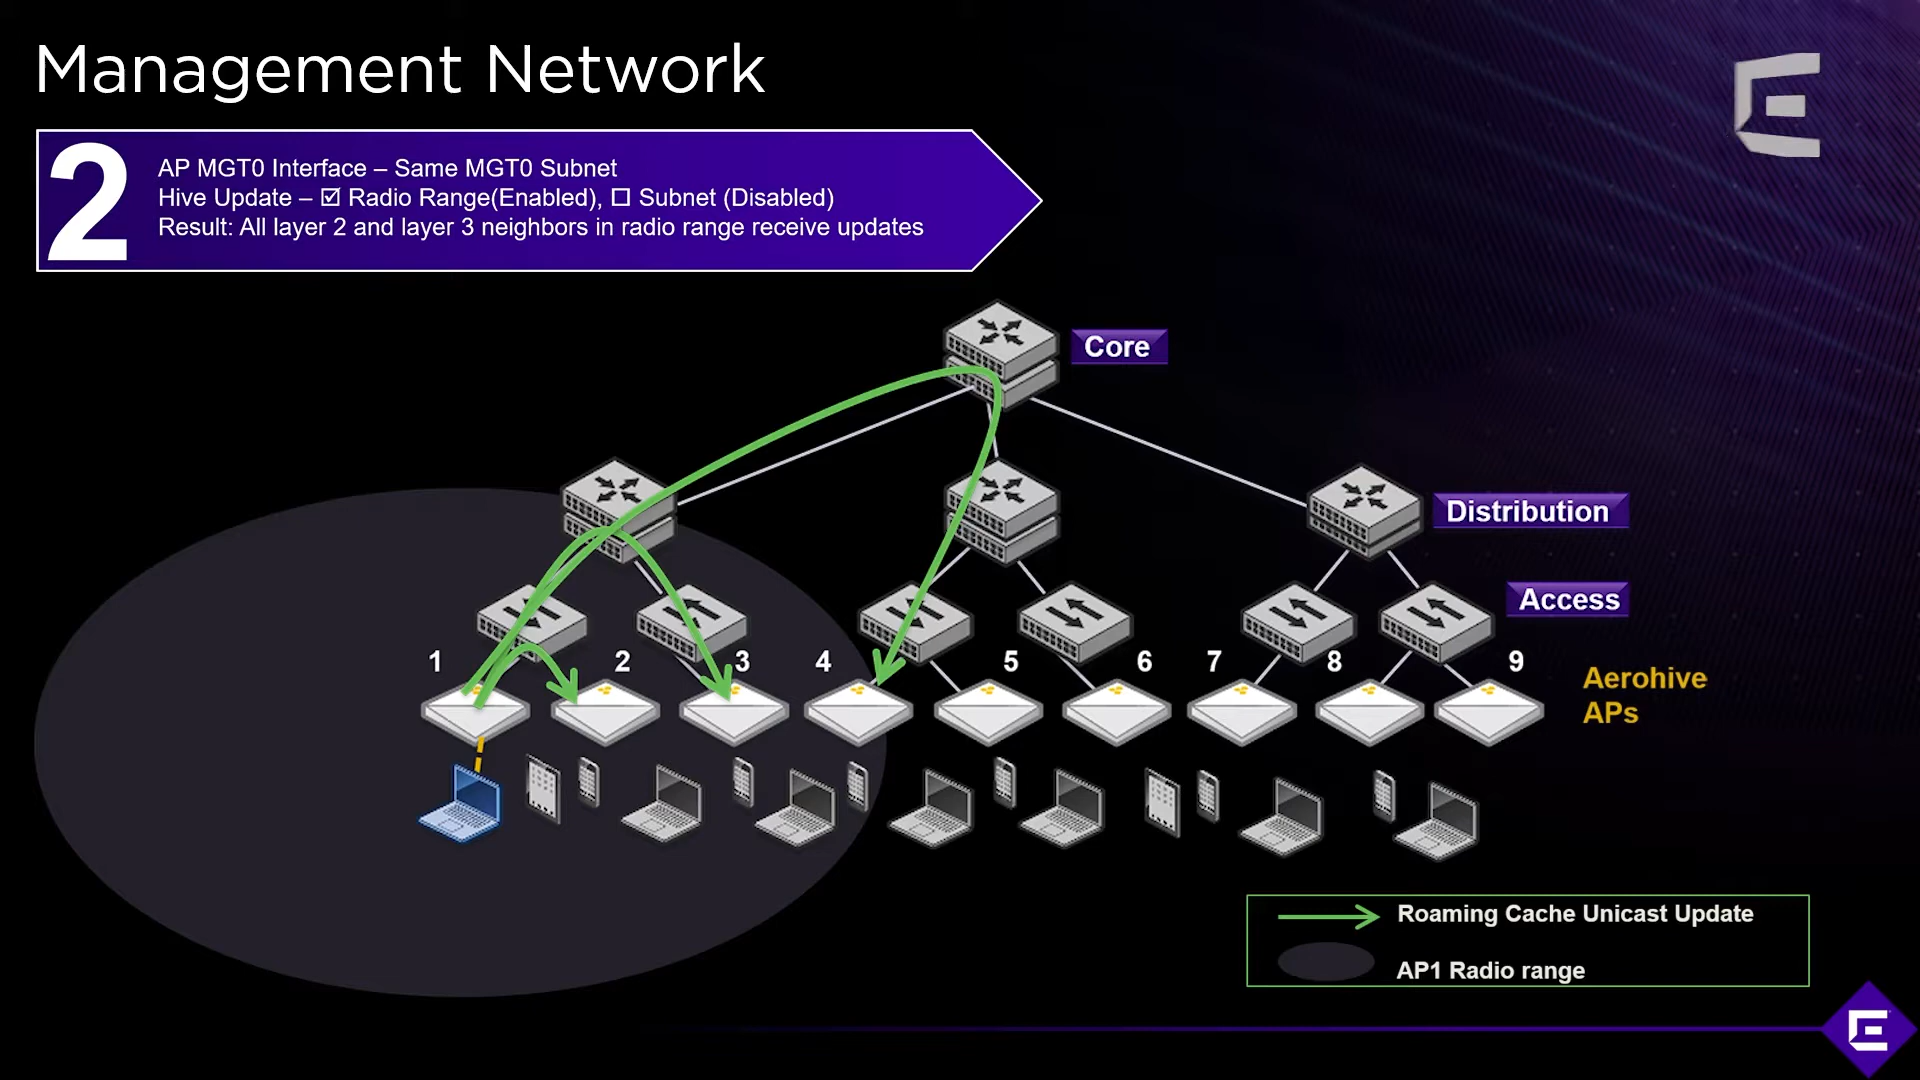 Management Network
2
AP MGT0 Interface – Same MGT0 Subnet
Hive Update – ☑ Radio Range(Enabled), ☐ Subnet (Disabled)
Result: All layer 2 and layer 3 neighbors in radio range receive updates
Core
Distribution
Access
1 2 3 4 5 6 7 8 9
Aerohive
APs
Roaming Cache Unicast Update
AP1 Radio range